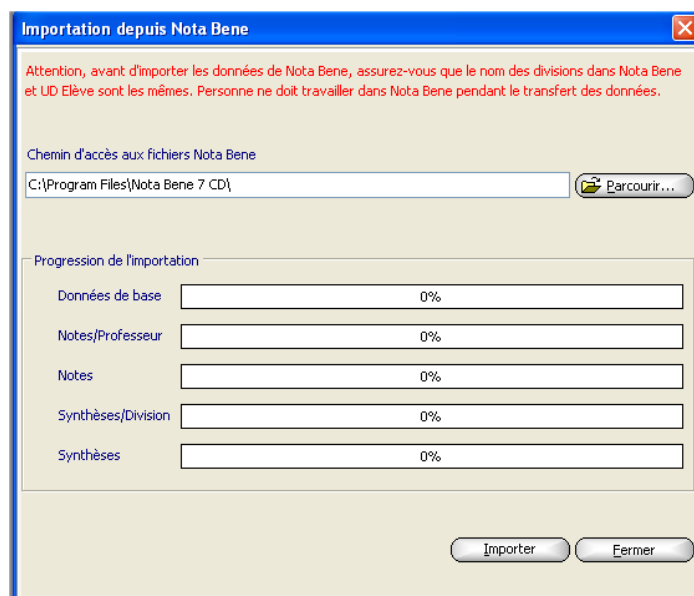 Importation depuis Nota Bene
Attention, avant d'importer les données de Nota Bene, assurez-vous que le nom des divisions dans Nota Bene
et UD Elève sont les mêmes. Personne ne doit travailler dans Nota Bene pendant le transfert des données.
Chemin d'accès aux fichiers Nota Bene
C:\Program Files\Nota Bene 7 CD\ Parcourir...
Progression de l'importation
Données de base 0%
Notes/Professeur 0%
Notes 0%
Synthèses/Division 0%
Synthèses 0%
Importer Fermer